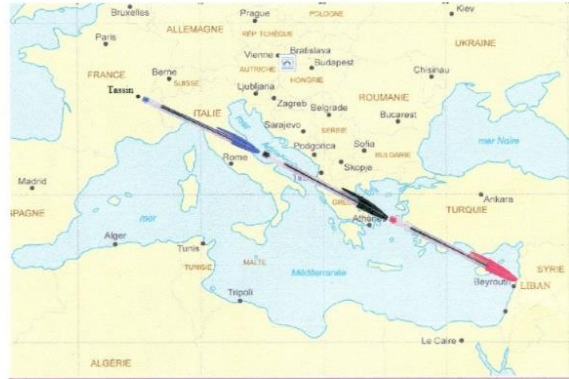 Bruxelles
Prague
POLOGNE
Kiev
ALLEMAGNE
RÉP TCHÈQUE
Paris
UKRAINE
Vienne
Bratislava
Budapest
AUTRICHE
Chisinau
FRANCE
Berne
SUISSE
HONGRIE
Tassin
Ljubljana
Zagreb
ROUMANIE
ITALIE
Belgrade
Bucarest
mer
Sarajevo
SERBIE
mer Noire
Podgorica
Sofia
BULGARIE
Rome
Skopje
Madrid
Ankara
TURQUIE
mer
Athènes
Alger
Tunis
TUNISIE
MALTE
Méditerranée
SYRIE
Beyrouth
LIBAN
Tripoli
Le Caire
ALGÉRIE